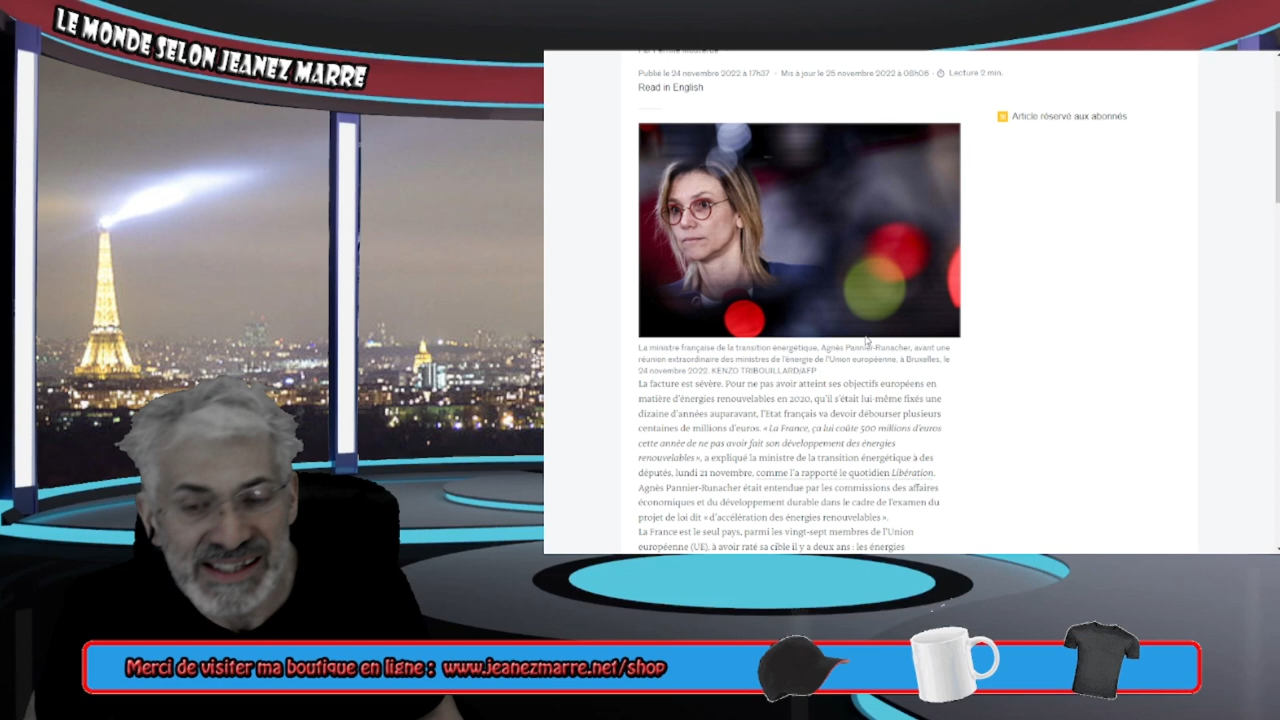 LE MONDE SELON JEANEZ MARRE
Publié le 24 novembre 2022 à 17h37 · Mis à jour le 25 novembre 2022 à 06h06 · Lecture 2 min.
Read in English
Article réservé aux abonnés
La ministre française de la transition énergétique, Agnès Pannier-Runacher, avant une
réunion extraordinaire des ministres de l'énergie de l'Union européenne, à Bruxelles, le
24 novembre 2022. KENZO TRIBOUILLARD/AFP
La facture est sévère. Pour ne pas avoir atteint ses objectifs européens en
matière d'énergies renouvelables en 2020, qu'il s'était lui-même fixés une
dizaine d'années auparavant, l'Etat français va devoir débourser plusieurs
centaines de millions d'euros. « La France, ça lui coûte 500 millions d'euros
cette année de ne pas avoir fait son développement des énergies
renouvelables », a expliqué la ministre de la transition énergétique à des
députés, lundi 21 novembre, comme l'a rapporté le quotidien Libération.
Agnès Pannier-Runacher était entendue par les commissions des affaires
économiques et du développement durable dans le cadre de l'examen du
projet de loi dit « d'accélération des énergies renouvelables ».
La France est le seul pays, parmi les vingt-sept membres de l'Union
européenne (UE), à avoir raté sa cible il y a deux ans : les énergies
Merci de visiter ma boutique en ligne : www.jeanezmarre.net/shop